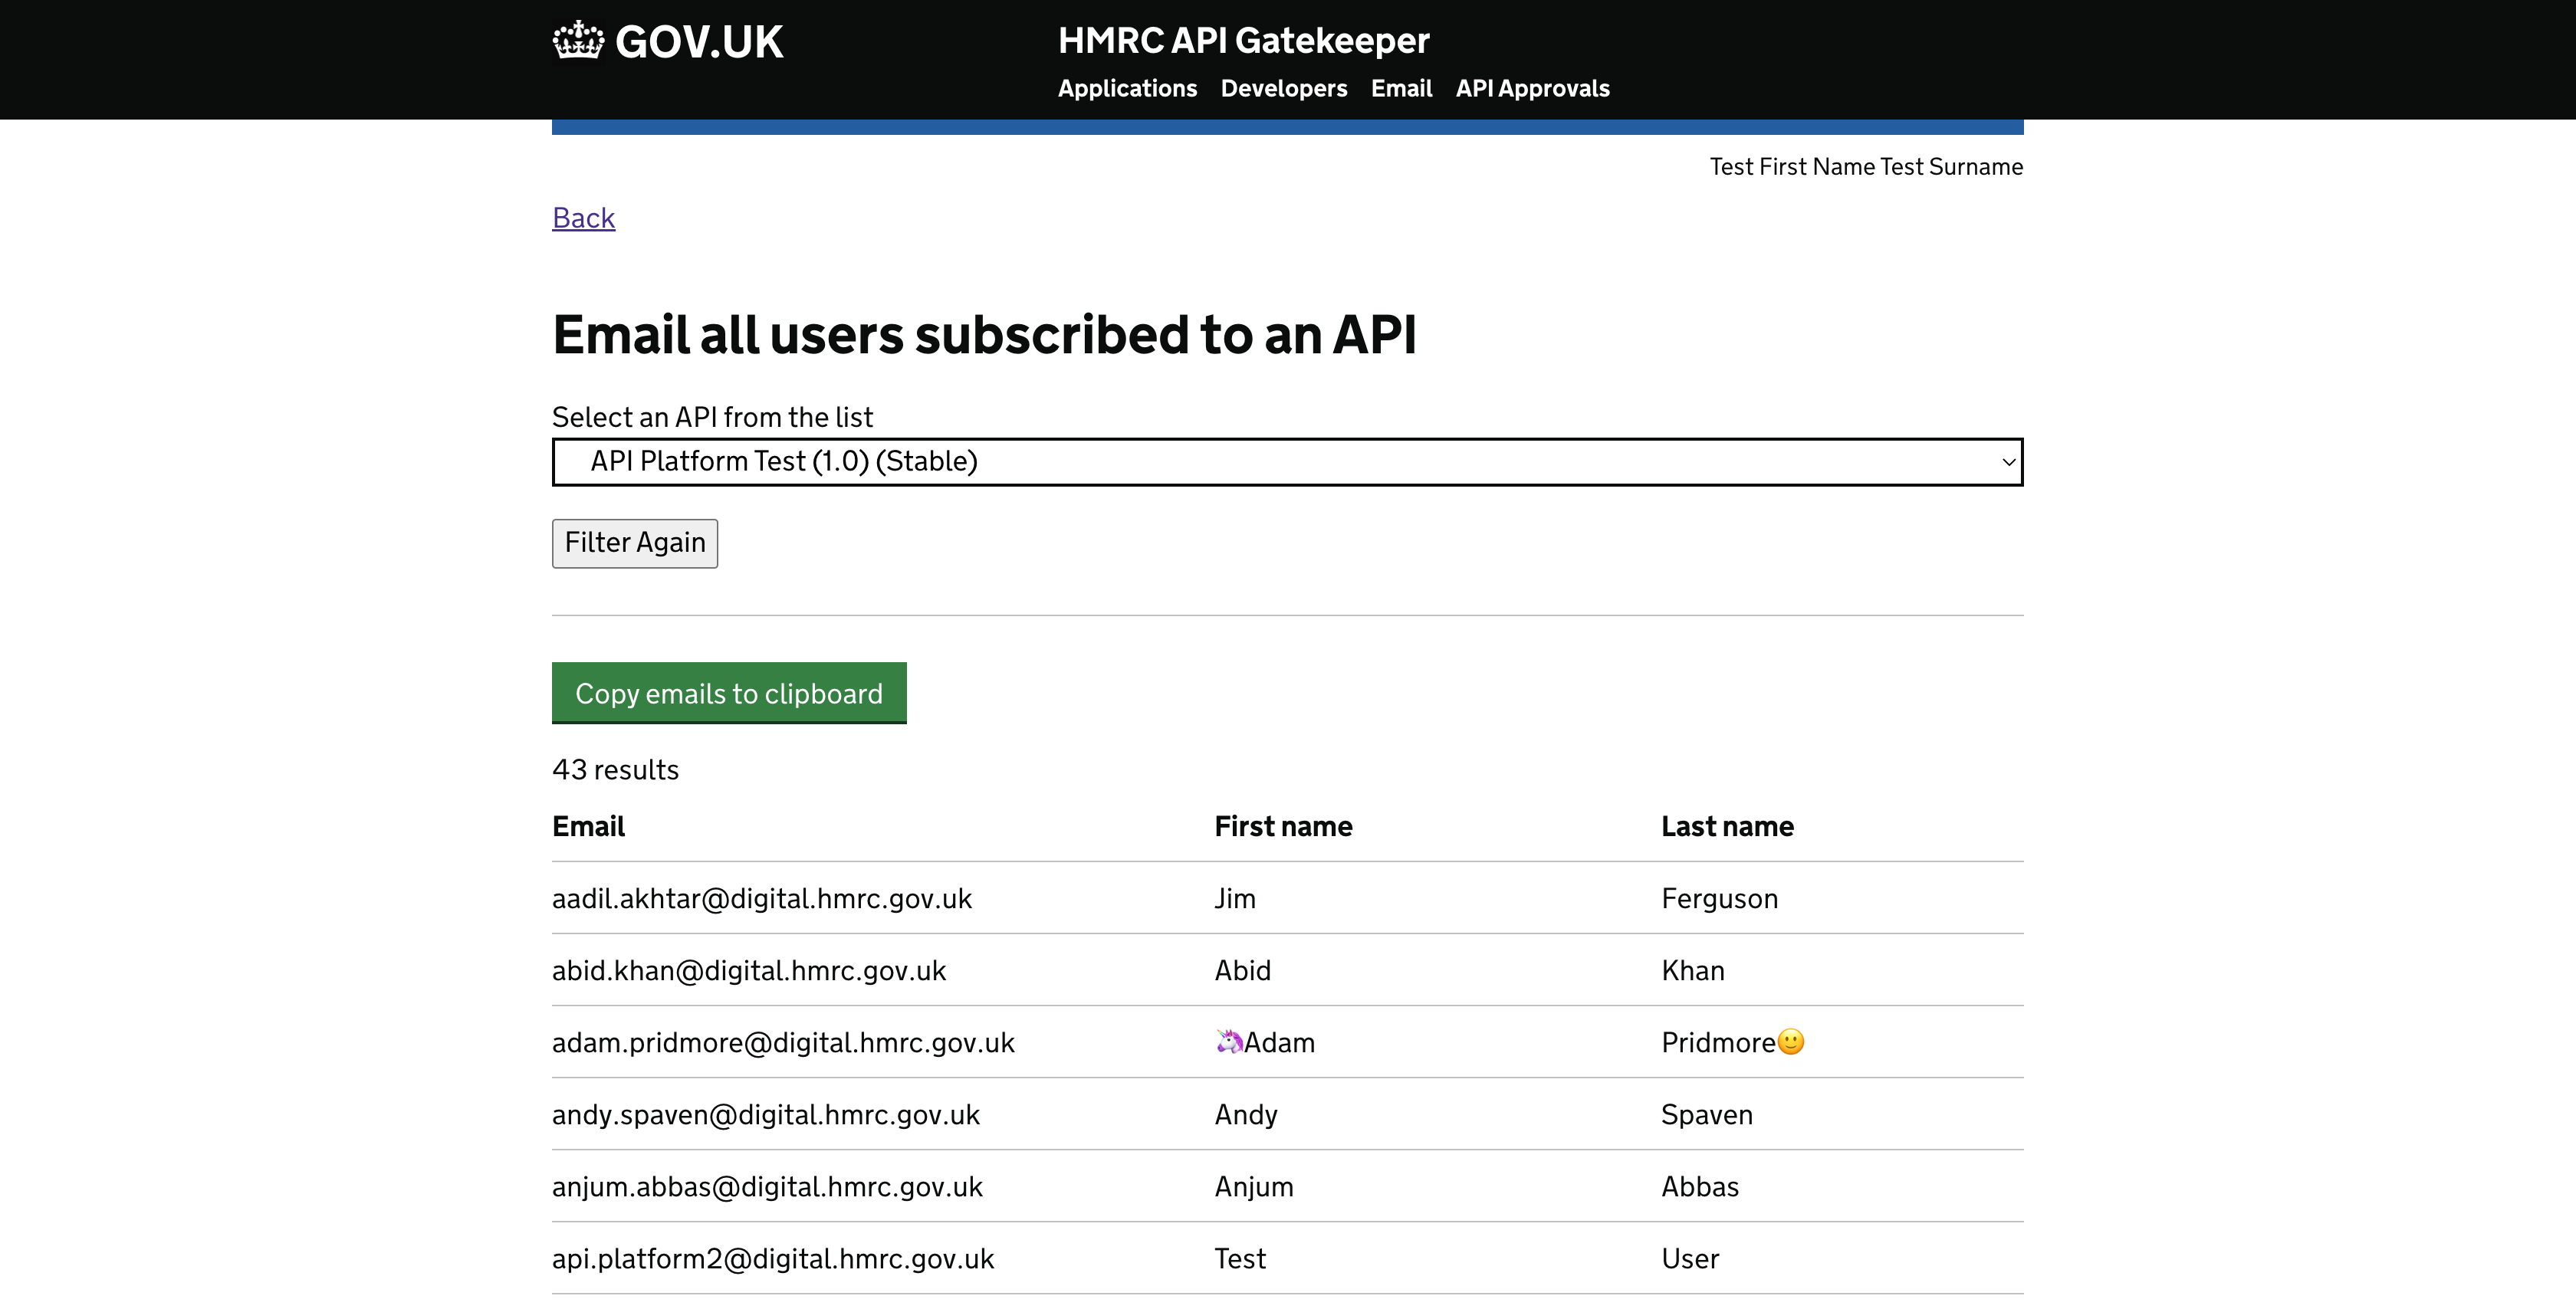 GOV.UK
HMRC API Gatekeeper
Applications Developers Email API Approvals
Test First Name Test Surname
Back
Email all users subscribed to an API
Select an API from the list
API Platform Test (1.0) (Stable)
Filter Again
Copy emails to clipboard
43 results
Email First name Last name
aadil.akhtar@digital.hmrc.gov.uk Jim Ferguson
abid.khan@digital.hmrc.gov.uk Abid Khan
adam.pridmore@digital.hmrc.gov.uk 🦄Adam Pridmore🙂
andy.spaven@digital.hmrc.gov.uk Andy Spaven
anjum.abbas@digital.hmrc.gov.uk Anjum Abbas
api.platform2@digital.hmrc.gov.uk Test User